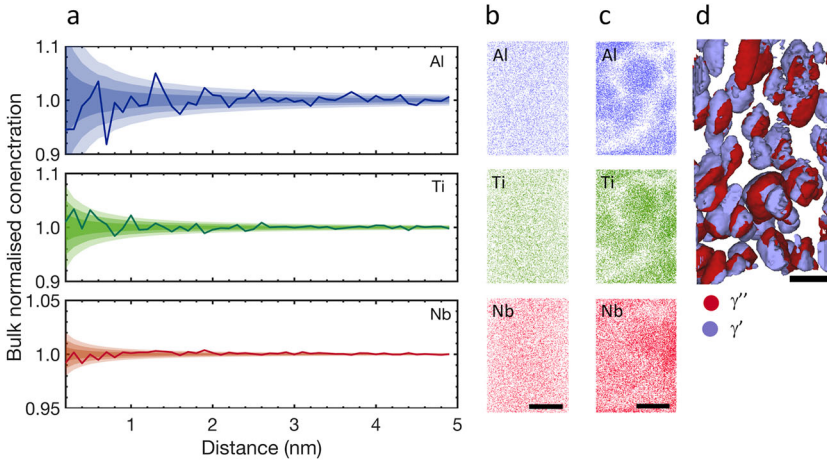 a
b
c
d
1.1
1.0
0.9
Al
1.1
1.0
0.9
Ti
1.05
1.0
0.95
Nb
Bulk normalised conenctration
1 2 3 4 5
Distance (nm)
Al
Ti
Nb
Al
Ti
Nb
γ′′
γ′